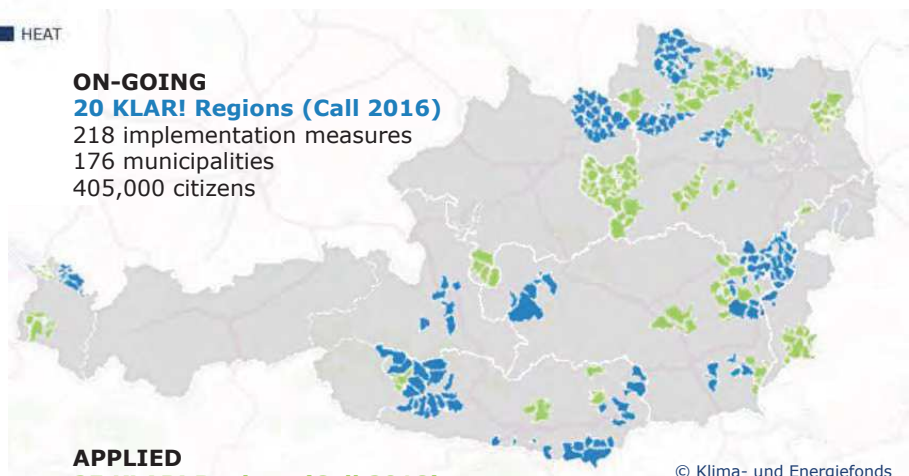 HEAT
ON-GOING
20 KLAR! Regions (Call 2016)
218 implementation measures
176 municipalities
405,000 citizens
APPLIED
© Klima- und Energiefonds